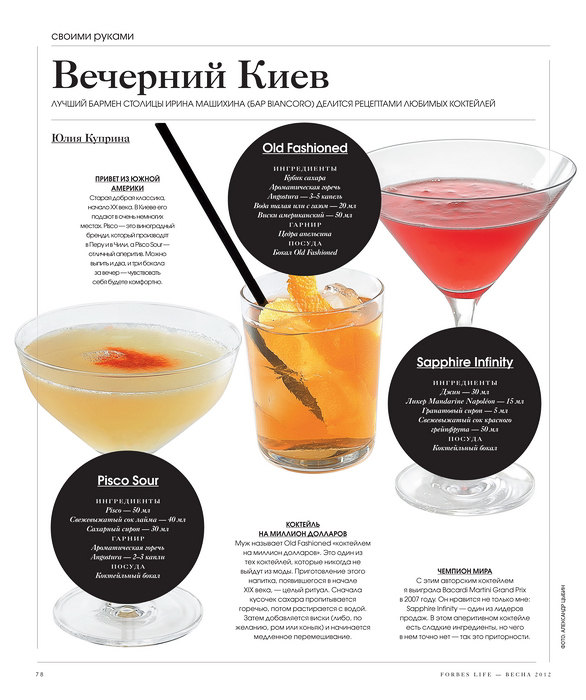 СВОИМИ РУКАМИ
Вечерний Киев
ЛУЧШИЙ БАРМЕН СТОЛИЦЫ ИРИНА МАШИХИНА (БАР BIANCORO) ДЕЛИТСЯ РЕЦЕПТАМИ ЛЮБИМЫХ КОКТЕЙЛЕЙ
Юлия Куприна
ПРИВЕТ ИЗ ЮЖНОЙ
АМЕРИКИ
Старая добрая классика,
начало XX века. В Киеве его
подают в очень немногих
местах. Pisco — это виноградный
бренди, который производят
в Перу и в Чили, а Pisco Sour —
отличный аперитив. Можно
выпить и два, и три бокала
за вечер — чувствовать
себя будете комфортно.
Old Fashioned
ИНГРЕДИЕНТЫ
Кубик сахара
Ароматическая горечь
Angostura — 3–5 капель
Вода талая или с газом — 20 мл
Виски американский — 50 мл
ГАРНИР
Цедра апельсина
ПОСУДА
Бокал Old Fashioned
Sapphire Infinity
ИНГРЕДИЕНТЫ
Джин — 30 мл
Ликер Mandarine Napoléon — 15 мл
Гранатовый сироп — 5 мл
Свежевыжатый сок красного
грейпфрута — 50 мл
ПОСУДА
Коктейльный бокал
Pisco Sour
ИНГРЕДИЕНТЫ
Pisco — 50 мл
Свежевыжатый сок лайма — 40 мл
Сахарный сироп — 30 мл
ГАРНИР
Ароматическая горечь
Angostura — 2–3 капли
ПОСУДА
Коктейльный бокал
КОКТЕЙЛЬ
НА МИЛЛИОН ДОЛЛАРОВ
Муж называет Old Fashioned «коктейлем
на миллион долларов». Это один из
тех коктейлей, которые никогда не
выйдут из моды. Приготовление этого
напитка, появившегося в начале
XIX века, — целый ритуал. Сначала
кусочек сахара пропитывается
горечью, потом растирается с водой.
Затем добавляется виски (либо, по
желанию, ром или коньяк) и начинается
медленное перемешивание.
ЧЕМПИОН МИРА
С этим авторским коктейлем
я выиграла Bacardi Martini Grand Prix
в 2007 году. Он нравится не только мне:
Sapphire Infinity — один из лидеров
продаж. В этом аперитивном коктейле
есть сладкие ингредиенты, но чего
в нем точно нет — так это приторности.
ФОТО: АЛЕКСАНДР ЦЫБИН
78
FORBES LIFE — ВЕСНА 2012